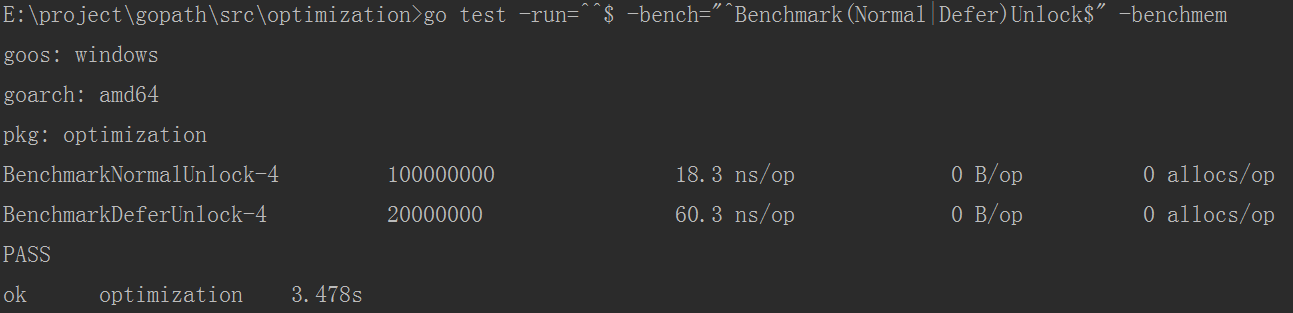 E:\project\gopath\src\optimization>go test -run=^^$ -bench="^Benchmark(Normal|Defer)Unlock$" -benchmem
goos: windows
goarch: amd64
pkg: optimization
BenchmarkNormalUnlock-4 100000000 18.3 ns/op 0 B/op 0 allocs/op
BenchmarkDeferUnlock-4 20000000 60.3 ns/op 0 B/op 0 allocs/op
PASS
ok optimization 3.478s